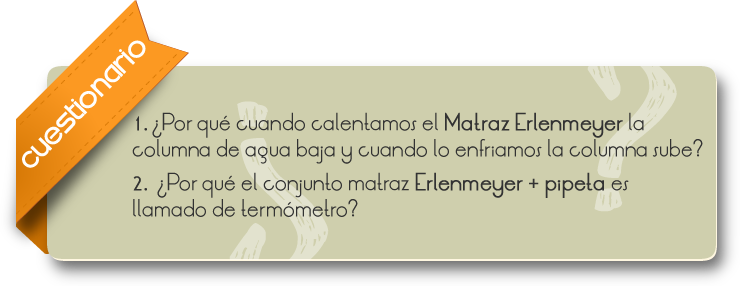 cuestionario
1. ¿Por qué cuando calentamos el Matraz Erlenmeyer la
columna de agua baja y cuando lo enfriamos la columna sube?
2. ¿Por qué el conjunto matraz Erlenmeyer + pipeta es
llamado de termómetro?